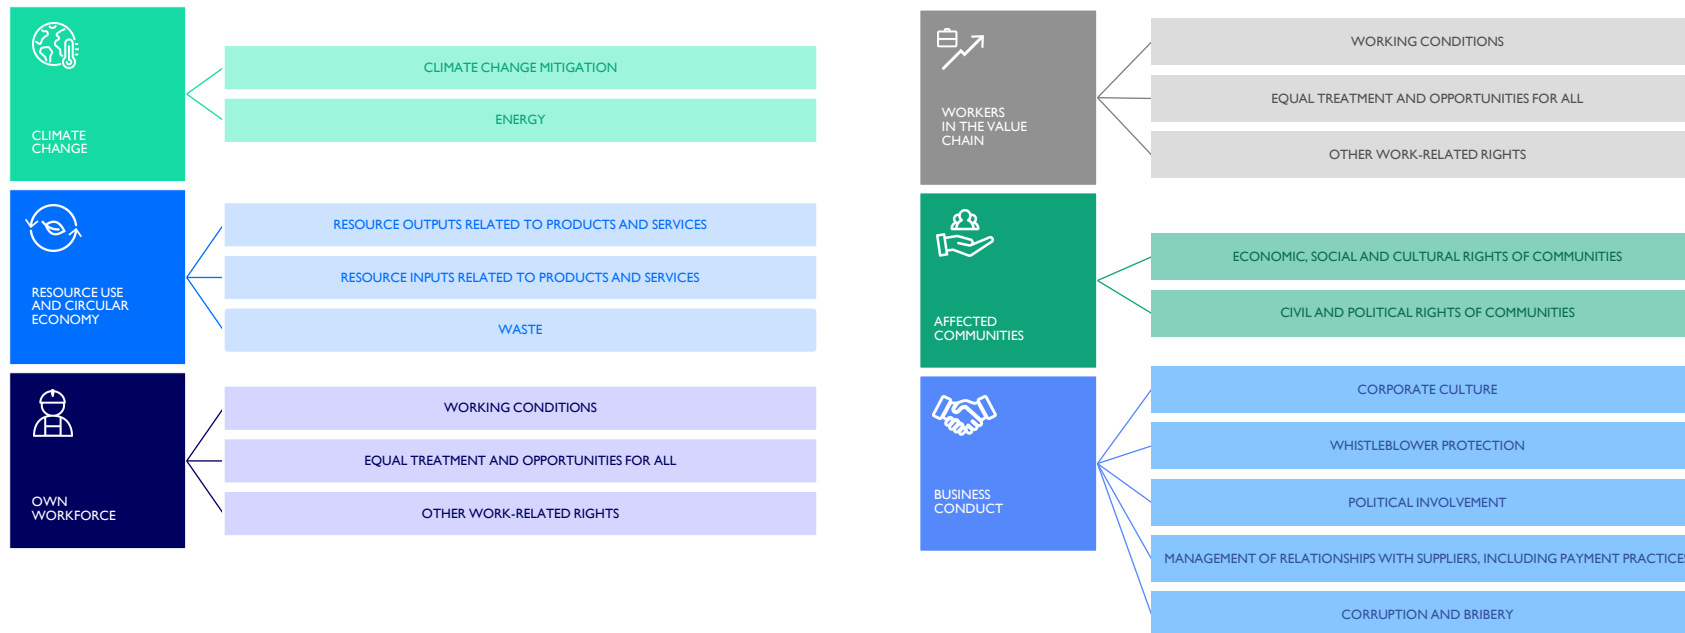 CLIMATE
CHANGE
CLIMATE CHANGE MITIGATION
ENERGY
RESOURCE USE
AND CIRCULAR
ECONOMY
RESOURCE OUTPUTS RELATED TO PRODUCTS AND SERVICES
RESOURCE INPUTS RELATED TO PRODUCTS AND SERVICES
WASTE
OWN
WORKFORCE
WORKING CONDITIONS
EQUAL TREATMENT AND OPPORTUNITIES FOR ALL
OTHER WORK-RELATED RIGHTS
WORKERS
IN THE VALUE
CHAIN
WORKING CONDITIONS
EQUAL TREATMENT AND OPPORTUNITIES FOR ALL
OTHER WORK-RELATED RIGHTS
AFFECTED
COMMUNITIES
ECONOMIC, SOCIAL AND CULTURAL RIGHTS OF COMMUNITIES
CIVIL AND POLITICAL RIGHTS OF COMMUNITIES
BUSINESS
CONDUCT
CORPORATE CULTURE
WHISTLEBLOWER PROTECTION
POLITICAL INVOLVEMENT
MANAGEMENT OF RELATIONSHIPS WITH SUPPLIERS, INCLUDING PAYMENT PRACTICES
CORRUPTION AND BRIBERY